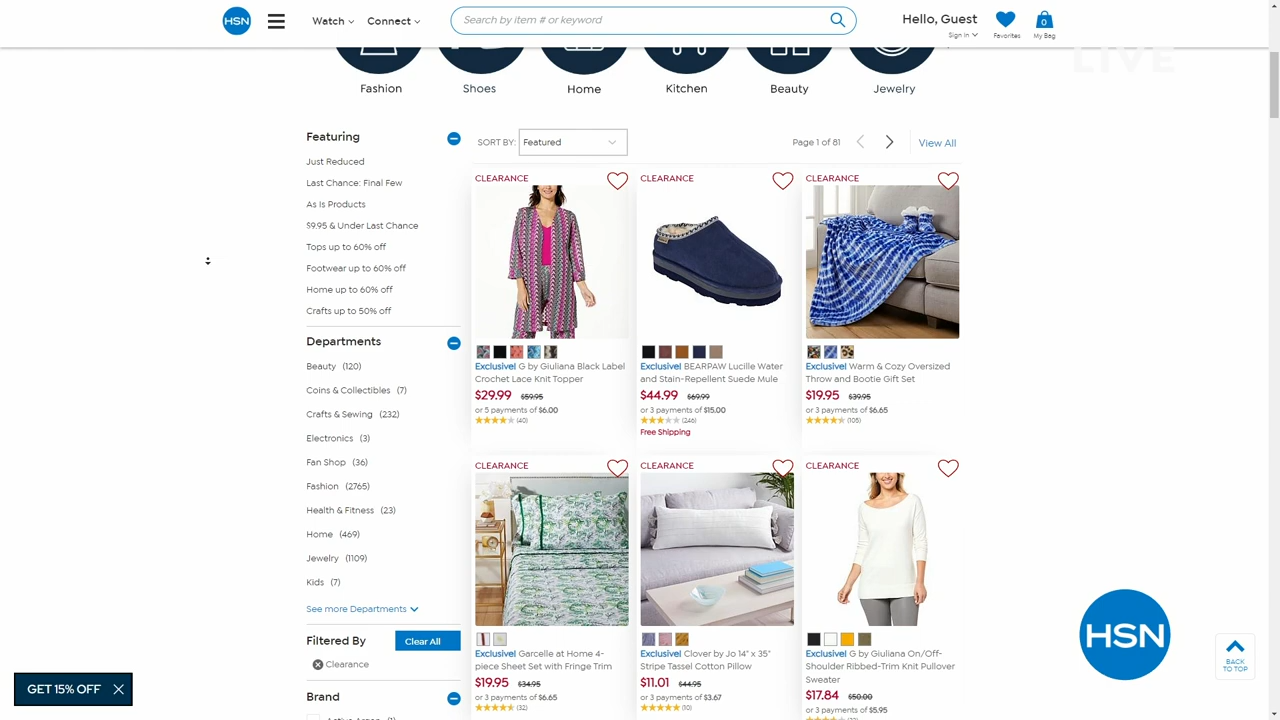 HSN
Watch
Connect
Search by item # or keyword
Hello, Guest
Sign In
Favorites
0
My Bag
LIVE
Fashion
Shoes
Home
Kitchen
Beauty
Jewelry
Featuring
Just Reduced
Last Chance: Final Few
As Is Products
$9.95 & Under Last Chance
Tops up to 60% off
Footwear up to 60% off
Home up to 60% off
Crafts up to 50% off
Departments
Beauty (120)
Coins & Collectibles (7)
Crafts & Sewing (232)
Electronics (3)
Fan Shop (36)
Fashion (2765)
Health & Fitness (23)
Home (469)
Jewelry (1109)
Kids (7)
See more Departments
Filtered By
Clear All
Clearance
Brand
SORT BY:
Featured
Page 1 of 81
View All
CLEARANCE
Exclusive! G by Giuliana Black Label
Crochet Lace Knit Topper
$29.99 $59.95
or 5 payments of $6.00
(40)
CLEARANCE
Exclusive! BEARPAW Lucille Water
and Stain-Repellent Suede Mule
$44.99 $69.99
or 3 payments of $15.00
(246)
Free Shipping
CLEARANCE
Exclusive! Warm & Cozy Oversized
Throw and Bootie Gift Set
$19.95 $39.95
or 3 payments of $6.65
(105)
CLEARANCE
Exclusive! Garcelle at Home 4-
piece Sheet Set with Fringe Trim
$19.95 $34.95
or 3 payments of $6.65
(32)
CLEARANCE
Exclusive! Clover by Jo 14" x 35"
Stripe Tassel Cotton Pillow
$11.01 $44.95
or 3 payments of $3.67
(10)
CLEARANCE
Exclusive! G by Giuliana On/Off-
Shoulder Ribbed-Trim Knit Pullover
Sweater
$17.84 $50.00
or 3 payments of $5.95
GET 15% OFF
HSN
BACK
TO TOP